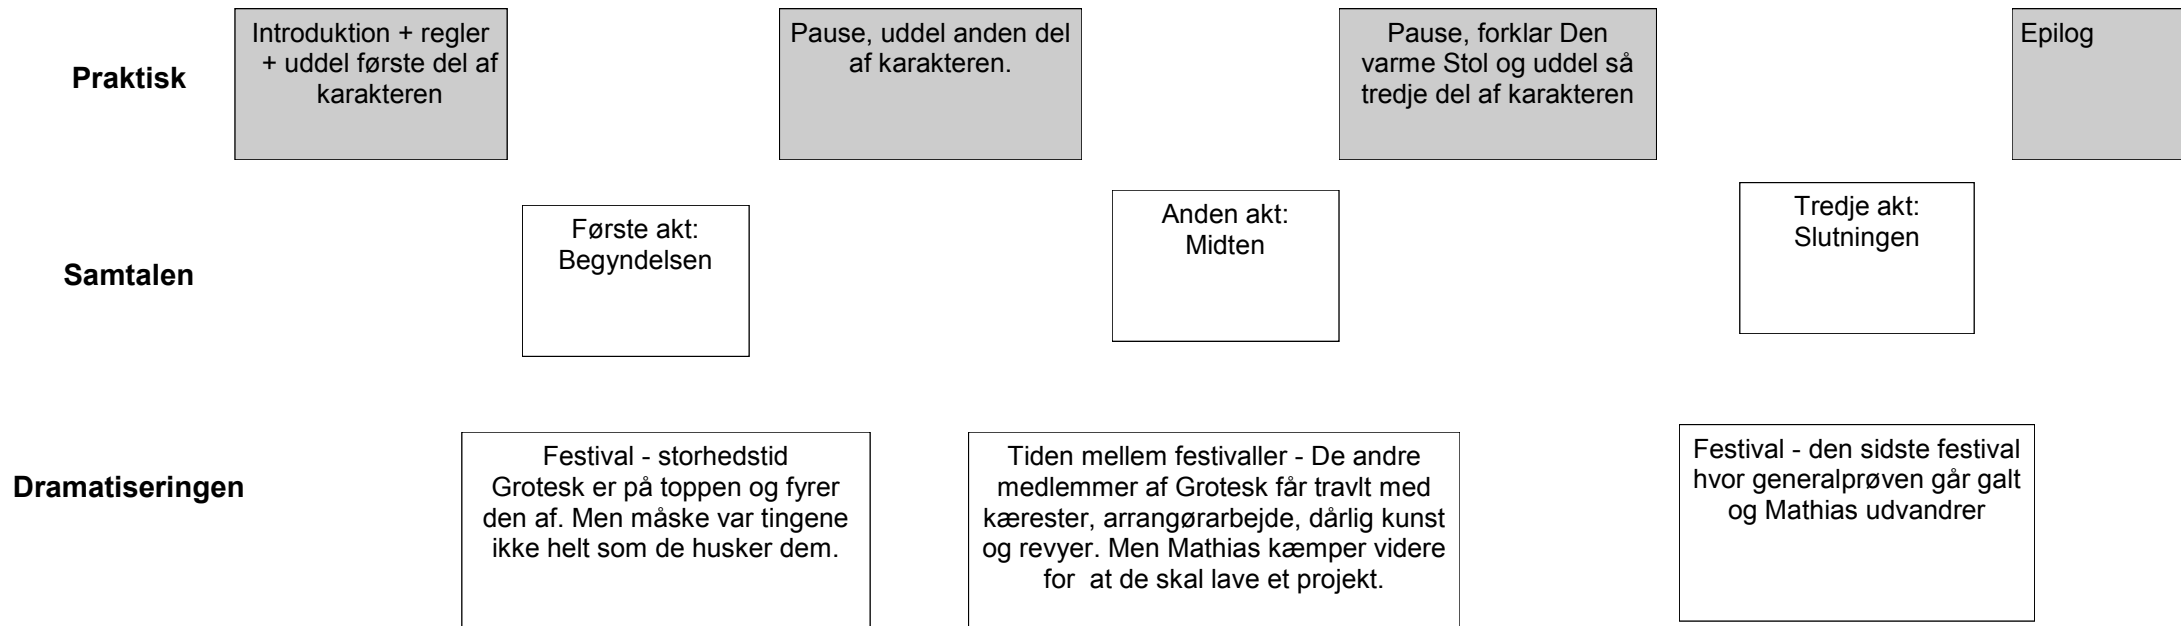 Praktisk
Introduktion + regler
+ uddel første del af
karakteren
Pause, uddel anden del
af karakteren.
Pause, forklar Den
varme Stol og uddel så
tredje del af karakteren
Epilog
Samtalen
Første akt:
Begyndelsen
Anden akt:
Midten
Tredje akt:
Slutningen
Dramatiseringen
Festival - storhedstid
Grotesk er på toppen og fyrer
den af. Men måske var tingene
ikke helt som de husker dem.
Tiden mellem festivaller - De andre
medlemmer af Grotesk får travlt med
kærester, arrangørarbejde, dårlig kunst
og revyer. Men Mathias kæmper videre
for  at de skal lave et projekt.
Festival - den sidste festival
hvor generalprøven går galt
og Mathias udvandrer